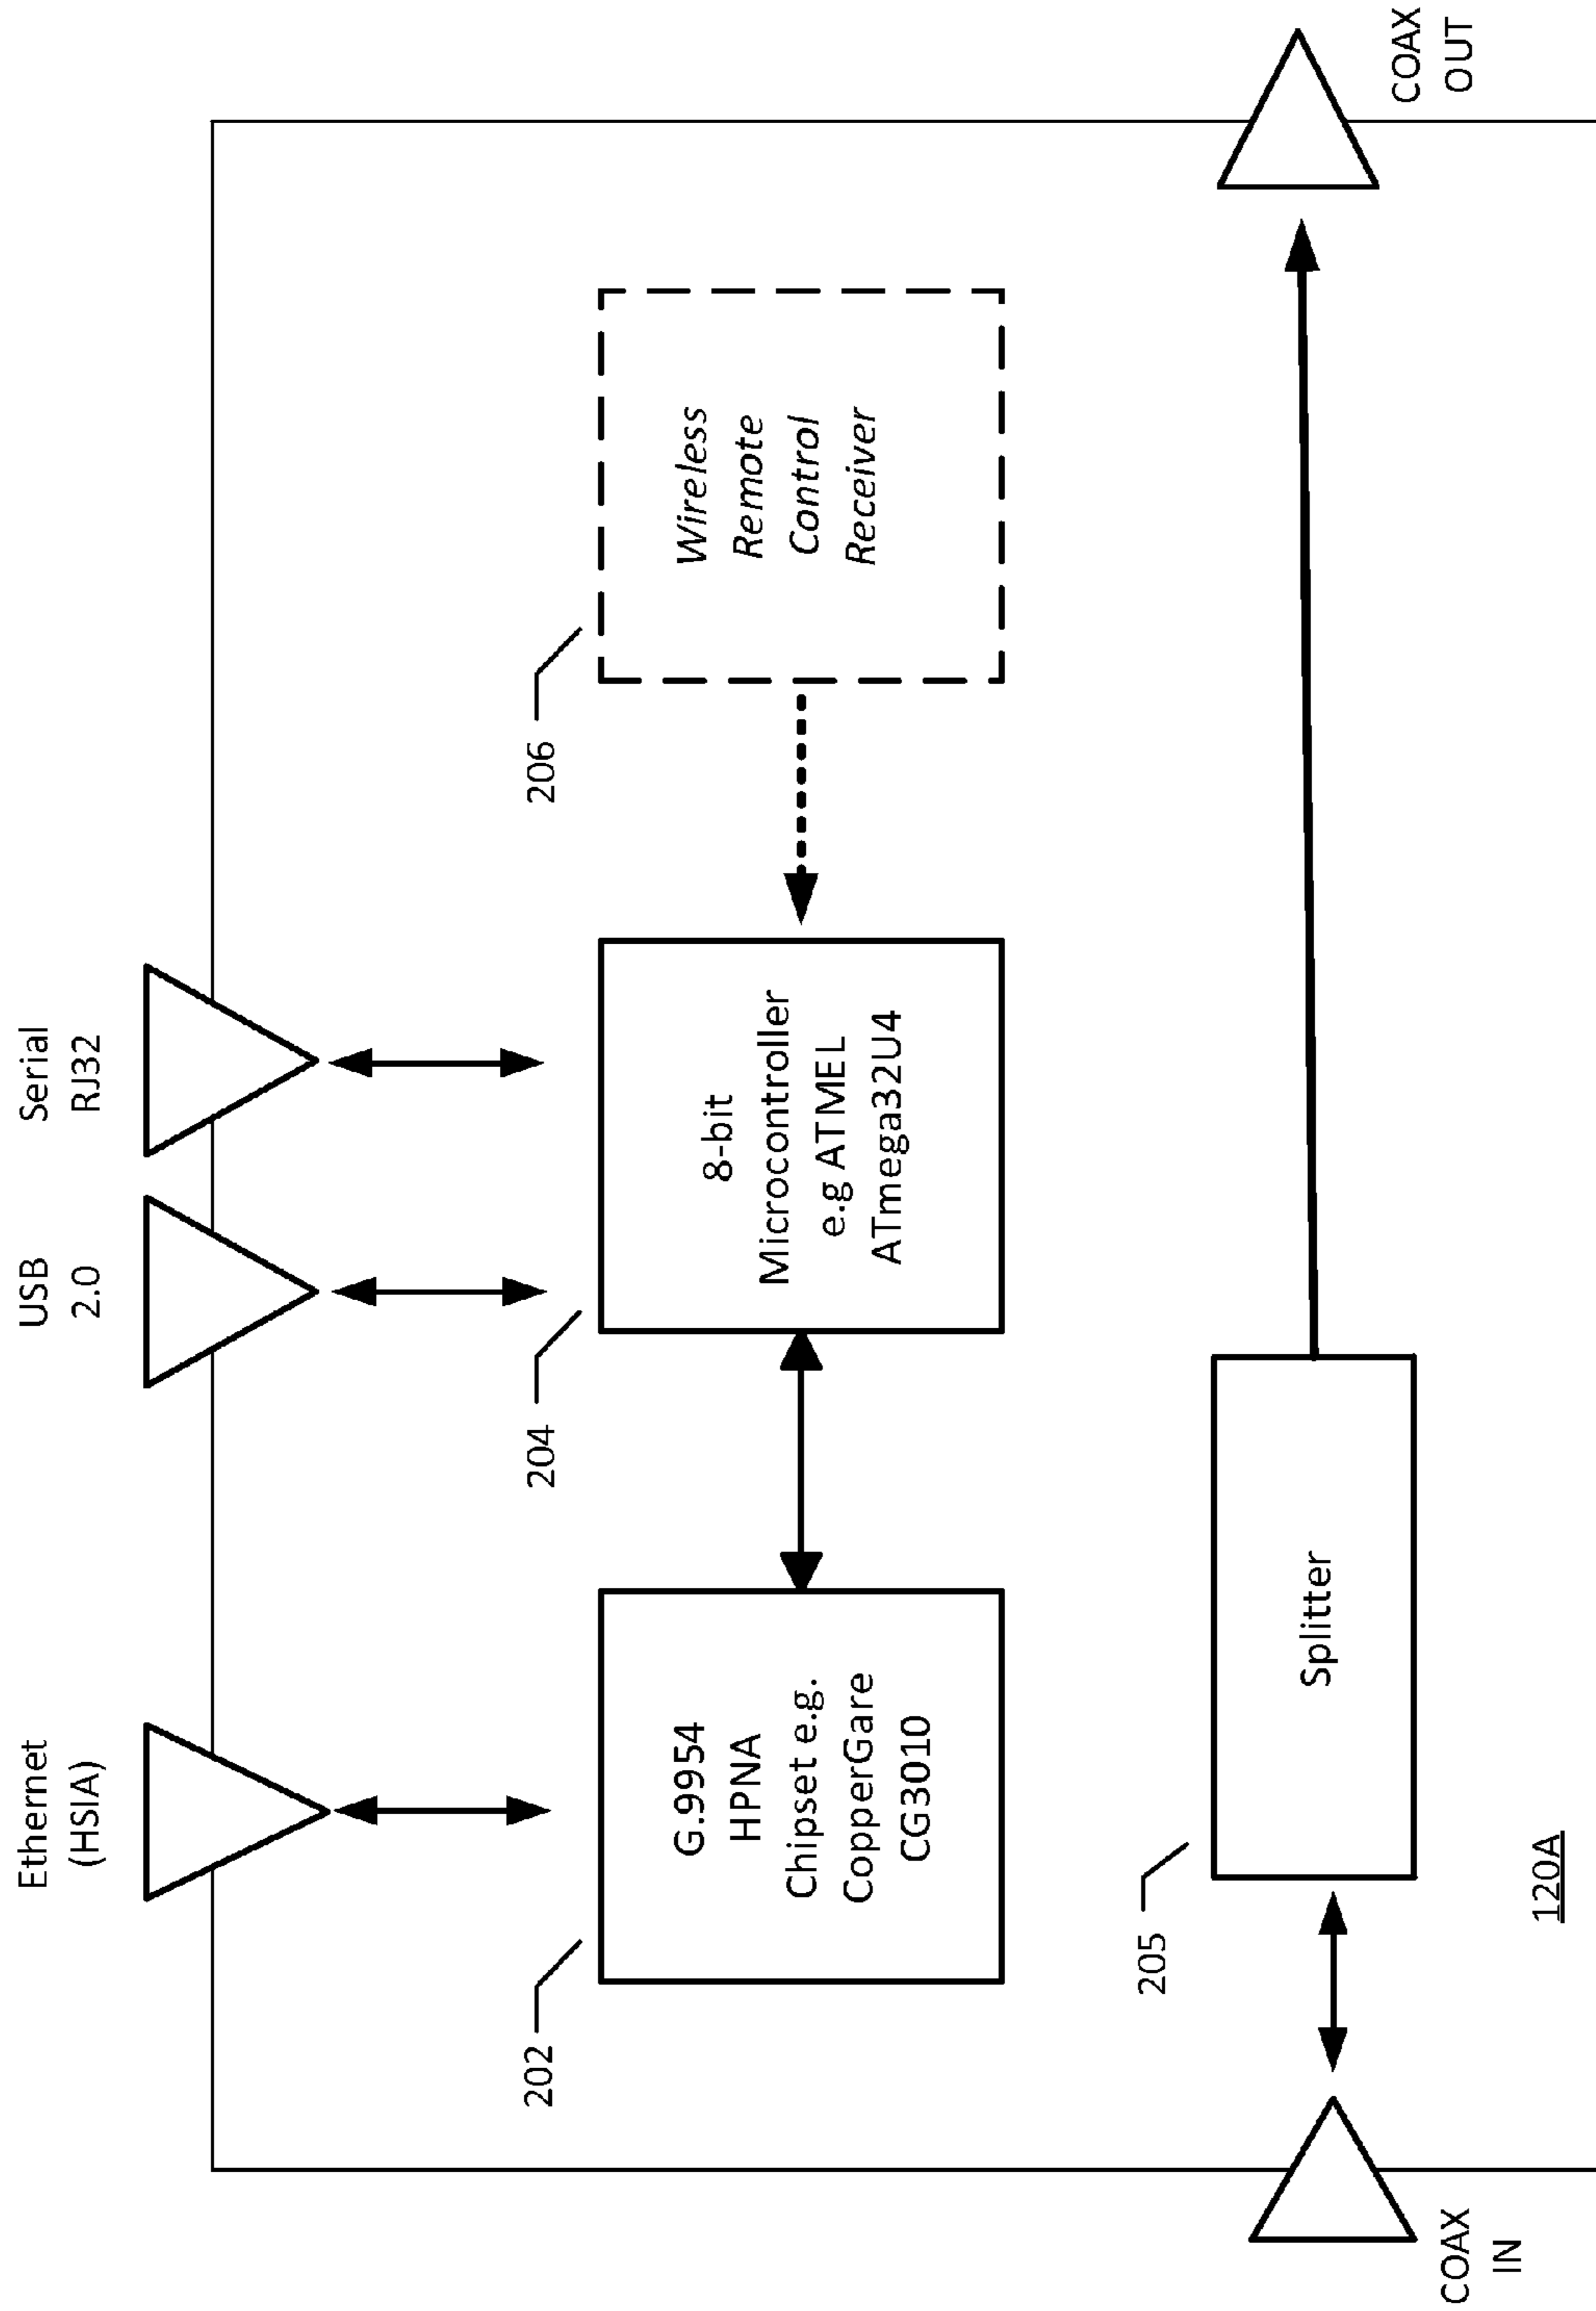 Ethernet
(HSIA)
USB
2.0
Serial
RJ32
202
G.9954
HPNA
Chipset e.g.
CopperGare
CG3010
204
8-bit
Microcontroller
e.g ATMEL
ATmega32U4
206
Wireless
Remote
Control
Receiver
COAX
IN
205
Splitter
COAX
OUT
120A